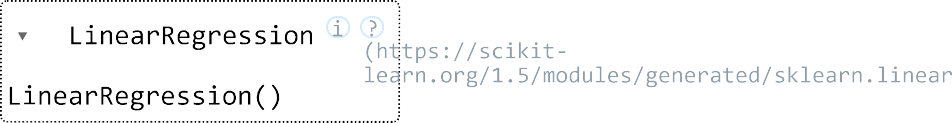 LinearRegression i ?
(https://scikit-
learn.org/1.5/modules/generated/sklearn.linear
LinearRegression()